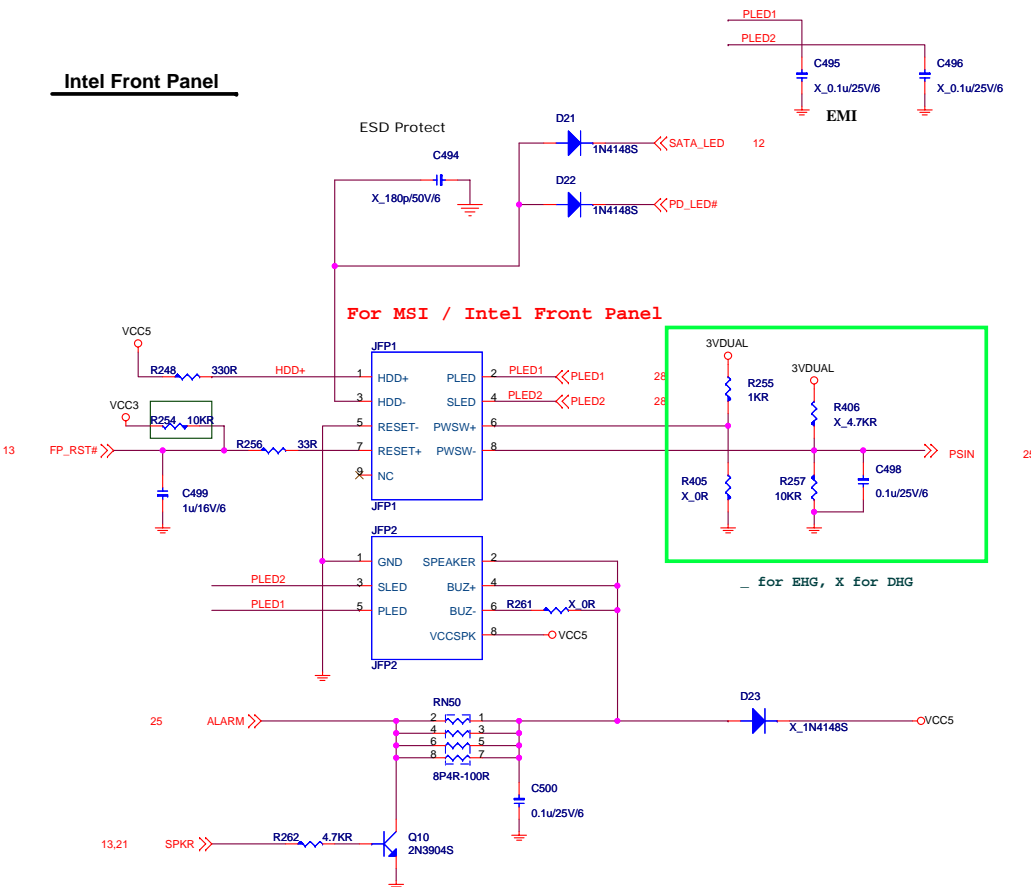 PLED1
PLED2
C495
X_0.1u/25V/6
C496
X_0.1u/25V/6
EMI
Intel Front Panel
ESD Protect
C494
X_180p/50V/6
D21
1N4148S
SATA_LED 12
D22
1N4148S
PD_LED#
For MSI / Intel Front Panel
VCC5
R248 330R HDD+
VCC3
R254 10KR
13 FP_RST#
R256 33R
C499
1u/16V/6
JFP1
1 HDD+ PLED 2 PLED1 PLED1 28
3 HDD- SLED 4 PLED2 PLED2 28
5 RESET- PWSW+ 6
7 RESET+ PWSW- 8
9 NC
JFP1
3VDUAL
R255
1KR
3VDUAL
R406
X_4.7KR
R405
X_0R
R257
10KR
C498
0.1u/25V/6
PSIN
_ for EHG, X for DHG
JFP2
1 GND SPEAKER 2
PLED2 3 SLED BUZ+ 4
PLED1 5 PLED BUZ- 6 R261 X_0R
VCCSPK 8 VCC5
JFP2
25 ALARM
RN50
2 1
4 3
6 5
8 7
8P4R-100R
D23
X_1N4148S
VCC5
C500
0.1u/25V/6
13,21 SPKR
R262 4.7KR
Q10
2N3904S